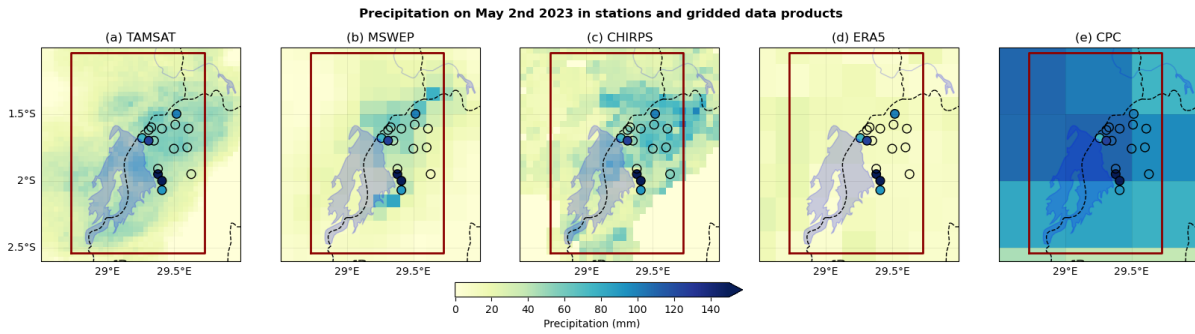 Precipitation on May 2nd 2023 in stations and gridded data products
(a) TAMSAT
(b) MSWEP
(c) CHIRPS
(d) ERA5
(e) CPC
1.5°S
2°S
2.5°S
29°E 29.5°E
29°E 29.5°E
29°E 29.5°E
29°E 29.5°E
29°E 29.5°E
0 20 40 60 80 100 120 140
Precipitation (mm)